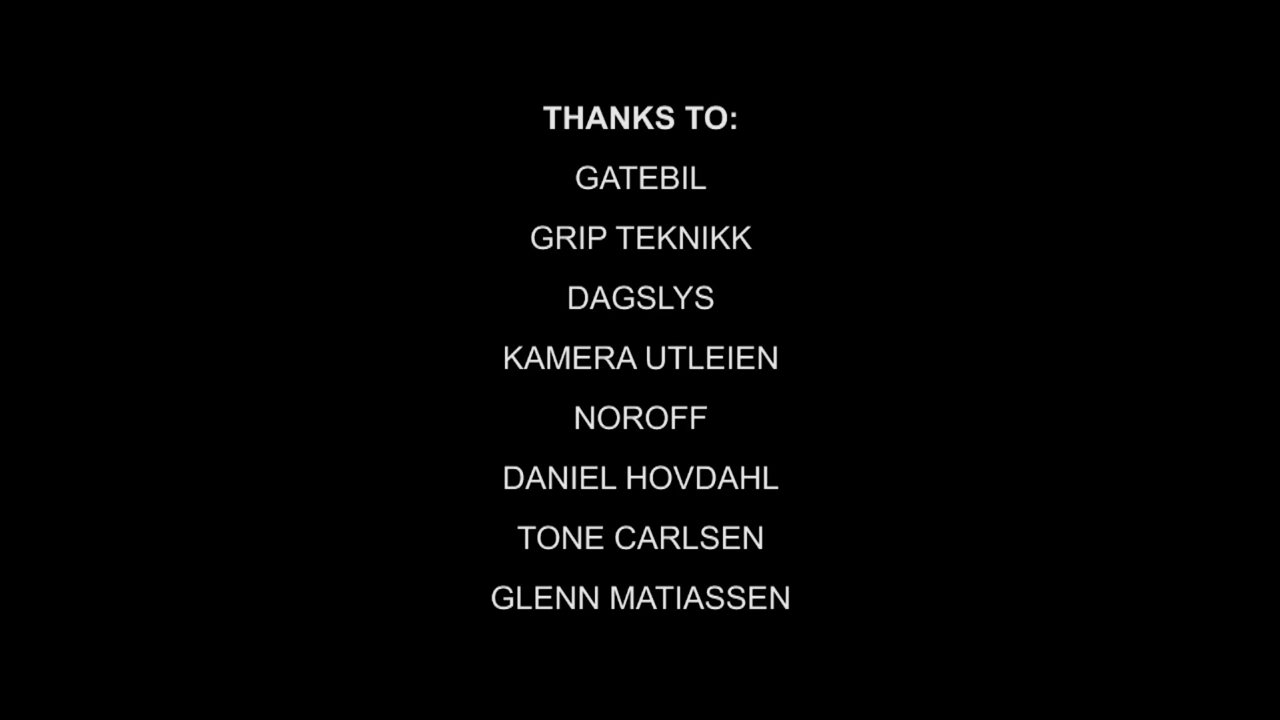 THANKS TO:
GATEBIL
GRIP TEKNIKK
DAGSLYS
KAMERA UTLEIEN
NOROFF
DANIEL HOVDAHL
TONE CARLSEN
GLENN MATIASSEN